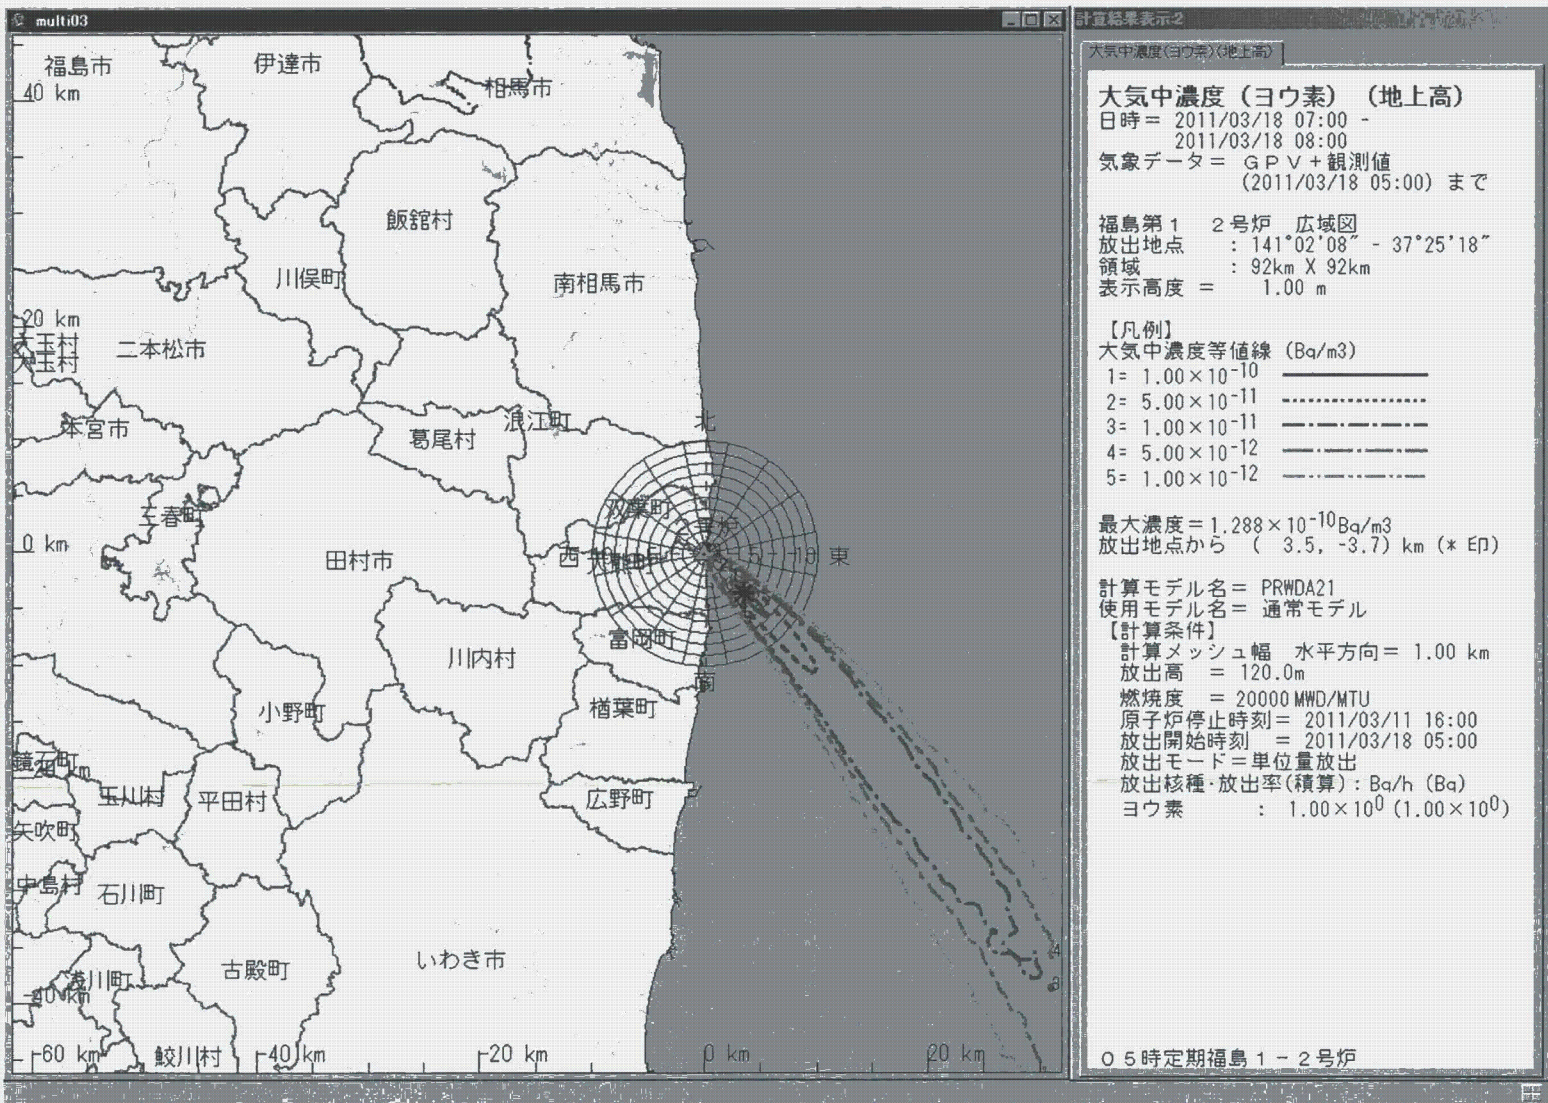 multi03
福島市
伊達市
相馬市
40 km
飯舘村
川俣町
南相馬市
20 km
大玉村
大玉村
二本松市
本宮市
葛尾村
浪江町
北
三春町
双葉町
0 km
田村市
西
東
富岡町
川内村
南
小野町
楢葉町
鏡石町
玉川村
平田村
広野町
矢吹町
中島村
石川町
浅川町
古殿町
いわき市
-40 km
4
3
鮫川村
-60 km
-40 km
-20 km
0 km
20 km
計算結果表示-2
大気中濃度(ヨウ素)(地上高)
大気中濃度(ヨウ素) (地上高)
日時= 2011/03/18 07:00 -
2011/03/18 08:00
気象データ= GPV+観測値
(2011/03/18 05:00) まで
福島第1 2号炉 広域図
放出地点 : 141°02'08" - 37°25'18"
領域 : 92km X 92km
表示高度 = 1.00 m
【凡例】
大気中濃度等値線 (Bq/m3)
1= 1.00×10-10
2= 5.00×10-11
3= 1.00×10-11
4= 5.00×10-12
5= 1.00×10-12
最大濃度=1.288×10-10Bq/m3
放出地点から ( 3.5, -3.7) km (* 印)
計算モデル名= PRWDA21
使用モデル名= 通常モデル
【計算条件】
計算メッシュ幅 水平方向= 1.00 km
放出高 = 120.0m
燃焼度 = 20000MWD/MTU
原子炉停止時刻= 2011/03/11 16:00
放出開始時刻 = 2011/03/18 05:00
放出モード=単位量放出
放出核種・放出率(積算): Bq/h (Bq)
ヨウ素 : 1.00×100 (1.00×100)
05時定期福島1-2号炉